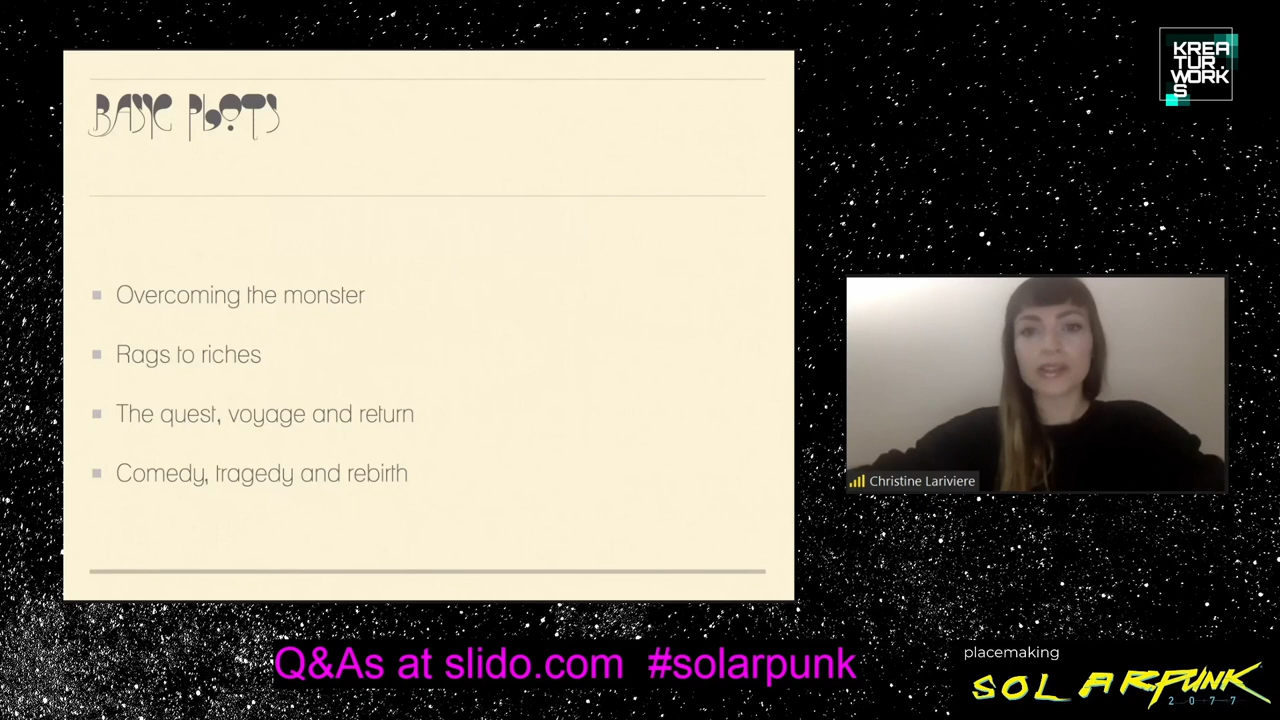 BASIC PLOTS
Overcoming the monster
Rags to riches
The quest, voyage and return
Comedy, tragedy and rebirth
KREA
TUR.
WORK
S
Christine Lariviere
Q&As at slido.com #solarpunk
placemaking
SOLARPUNK
2077